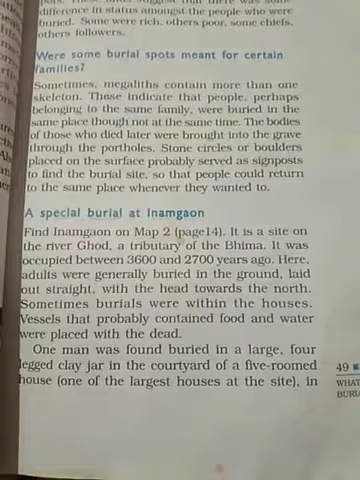 difference in status amongst the people who were
buried. Some were rich, others poor, some chiefs,
others followers.
Were some burial spots meant for certain
families?
Sometimes, megaliths contain more than one
skeleton. These indicate that people, perhaps
belonging to the same family, were buried in the
same place though not at the same time. The bodies
of those who died later were brought into the grave
through the portholes. Stone circles or boulders
placed on the surface probably served as signposts
to find the burial site, so that people could return
to the same place whenever they wanted to.
A special burial at Inamgaon
Find Inamgaon on Map 2 (page14). It is a site on
the river Ghod, a tributary of the Bhima. It was
occupied between 3600 and 2700 years ago. Here,
adults were generally buried in the ground, laid
out straight, with the head towards the north.
Sometimes burials were within the houses.
Vessels that probably contained food and water
were placed with the dead.
One man was found buried in a large, four
legged clay jar in the courtyard of a five-roomed
house (one of the largest houses at the site), in
49
WHAT
BURIA